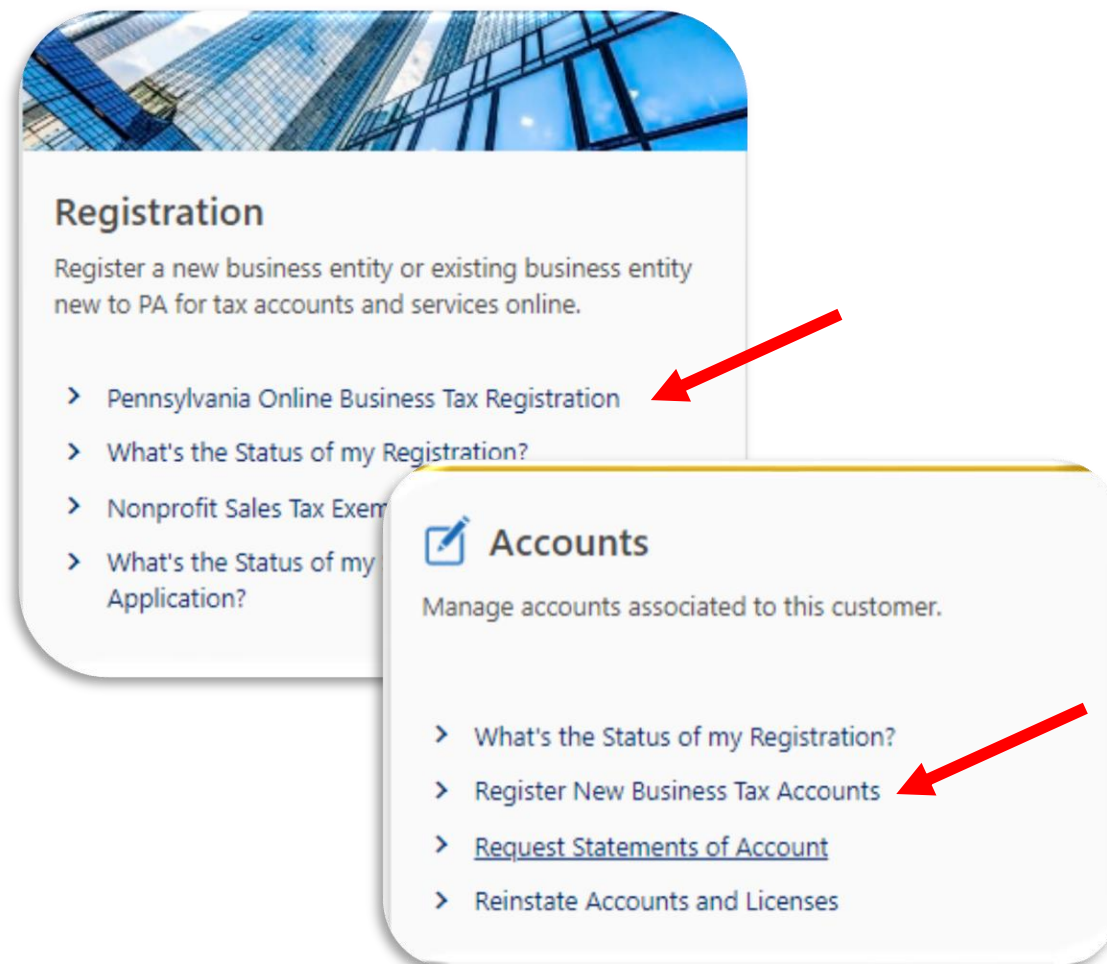 Registration
Register a new business entity or existing business entity
new to PA for tax accounts and services online.
Pennsylvania Online Business Tax Registration
What's the Status of my Registration?
Nonprofit Sales Tax
What's the Status of my
Application?
Accounts
Manage accounts associated to this customer.
What's the Status of my Registration?
Register New Business Tax Accounts
Request Statements of Account
Reinstate Accounts and Licenses